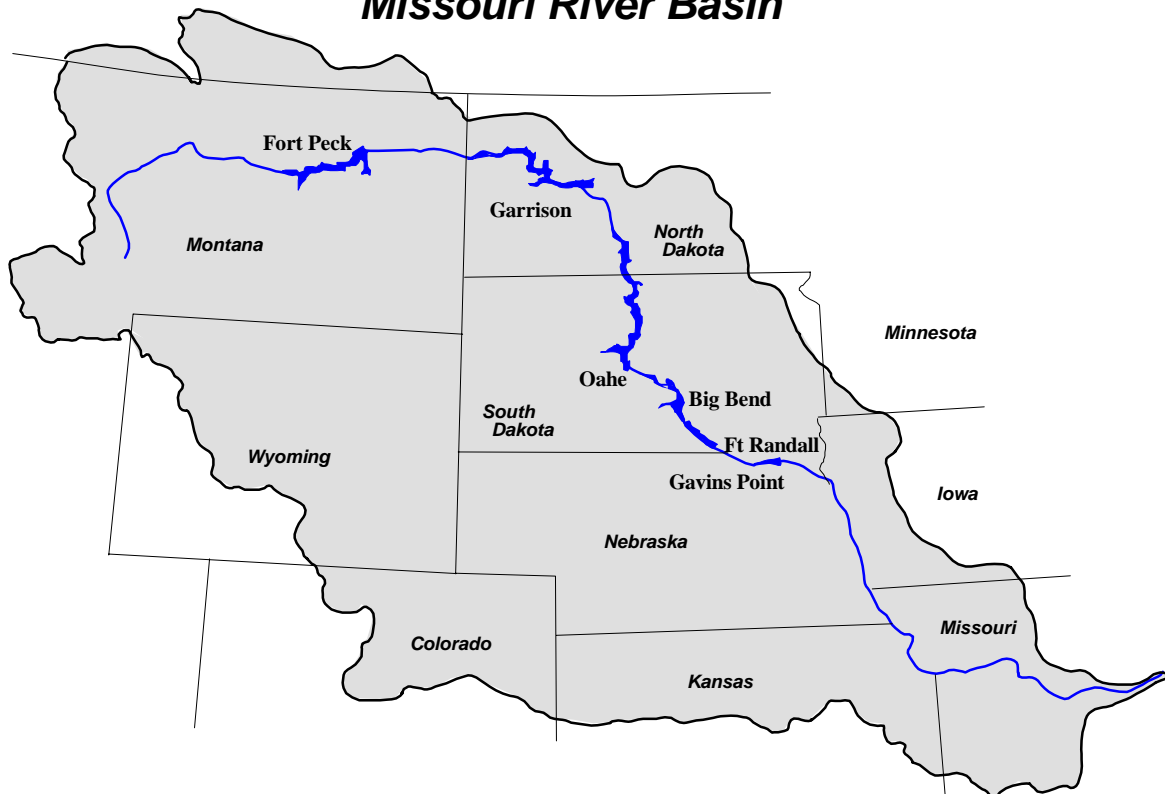 Missouri River Basin
Fort Peck
Garrison
Montana
North
Dakota
Minnesota
Oahe
Big Bend
South
Dakota
Ft Randall
Wyoming
Gavins Point
Iowa
Nebraska
Missouri
Colorado
Kansas